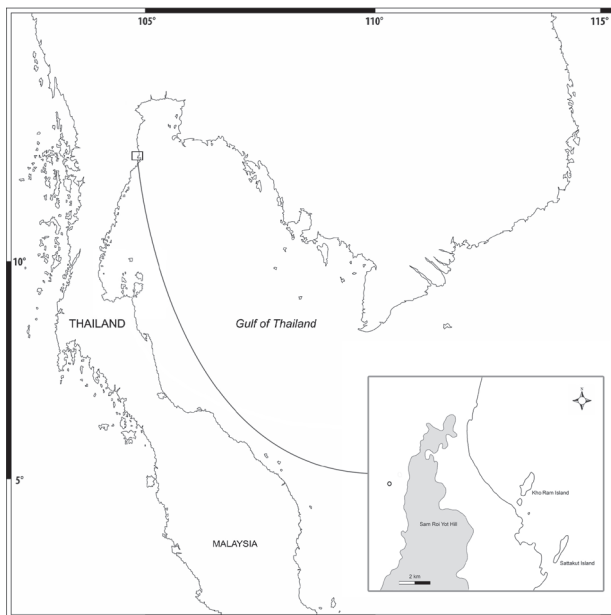 105°
110°
115°
10°
THAILAND
Gulf of Thailand
5°
Kho-Ram Island
Sam Roi Yot Hill
MALAYSIA
Sattakut Island
2 km